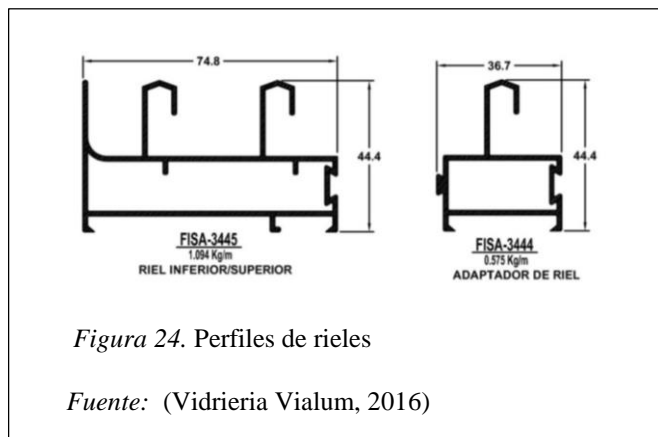 74.8
44.4
FISA-3445
1.094 Kg/m
RIEL INFERIOR/SUPERIOR
36.7
44.4
FISA-3444
0.575 Kg/m
ADAPTADOR DE RIEL
Figura 24. Perfiles de rieles
Fuente: (Vidrieria Vialum, 2016)